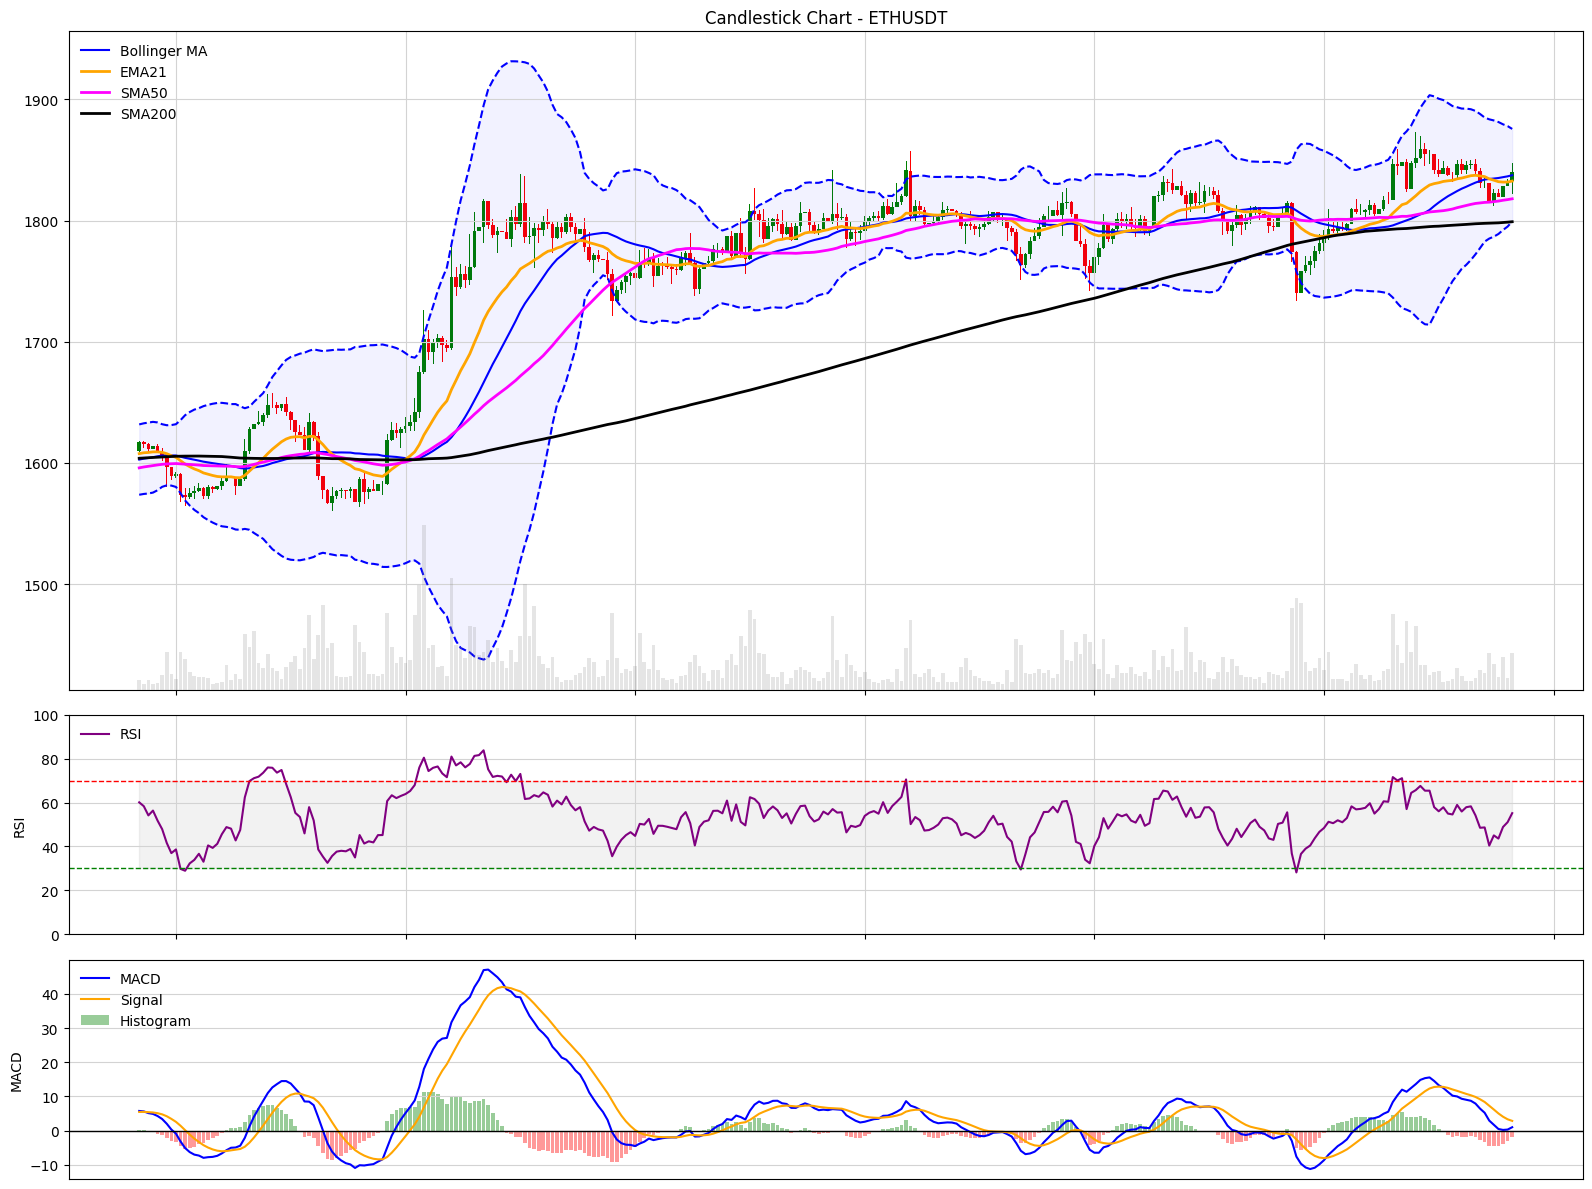 Candlestick Chart - ETHUSDT
Bollinger MA
EMA21
SMA50
SMA200
1900
1800
1700
1600
1500
RSI
100
80
60
40
20
0
RSI
MACD
Signal
Histogram
40
30
20
10
0
−10
MACD